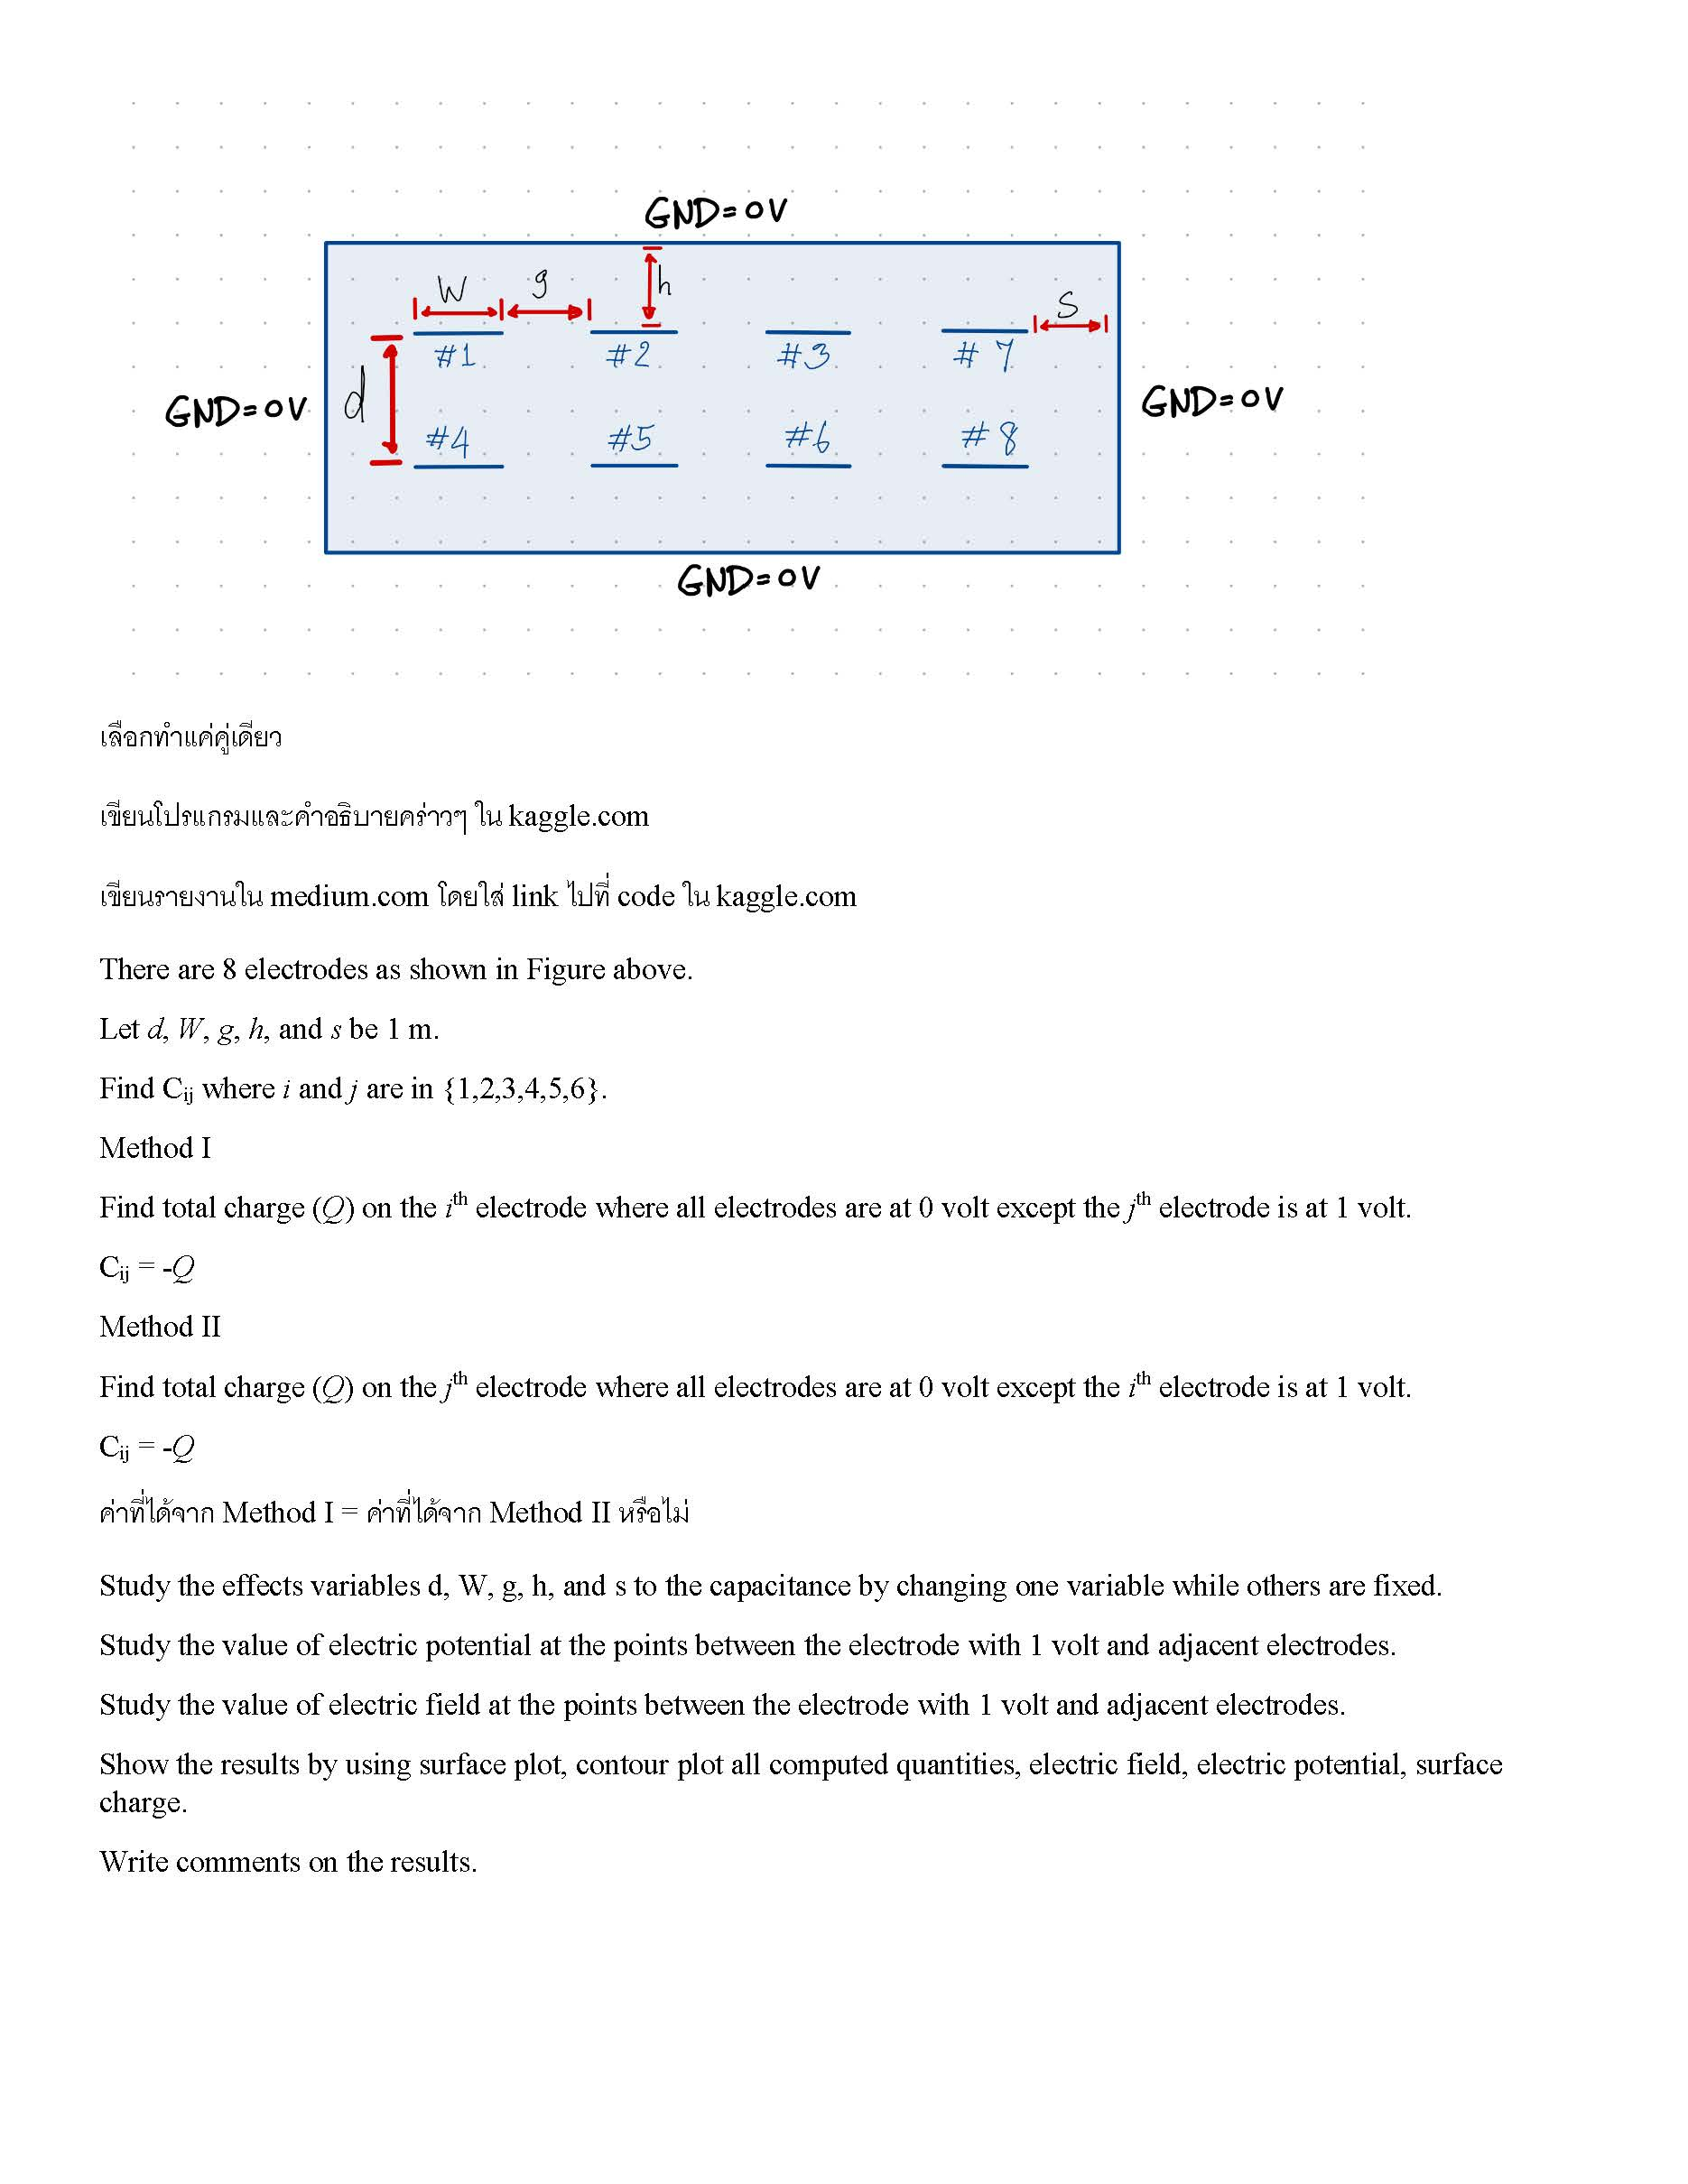 GND=0V
W
g
h
S
#1
#2
#3
#7
GND=0V
d
GND=0V
#4
#5
#6
#8
GND=0V
เลือกทำแค่คู่เดียว
เขียนโปรแกรมและคำอธิบายคร่าวๆ ใน kaggle.com
เขียนรายงานใน medium.com โดยใส่ link ไปที่ code ใน kaggle.com
There are 8 electrodes as shown in Figure above.
Let d, W, g, h, and s be 1 m.
Find Cij where i and j are in {1,2,3,4,5,6}.
Method I
Find total charge (Q) on the ith electrode where all electrodes are at 0 volt except the jth electrode is at 1 volt.
Cij = -Q
Method II
Find total charge (Q) on the jth electrode where all electrodes are at 0 volt except the ith electrode is at 1 volt.
Cij = -Q
ค่าที่ได้จาก Method I = ค่าที่ได้จาก Method II หรือไม่
Study the effects variables d, W, g, h, and s to the capacitance by changing one variable while others are fixed.
Study the value of electric potential at the points between the electrode with 1 volt and adjacent electrodes.
Study the value of electric field at the points between the electrode with 1 volt and adjacent electrodes.
Show the results by using surface plot, contour plot all computed quantities, electric field, electric potential, surface
charge.
Write comments on the results.